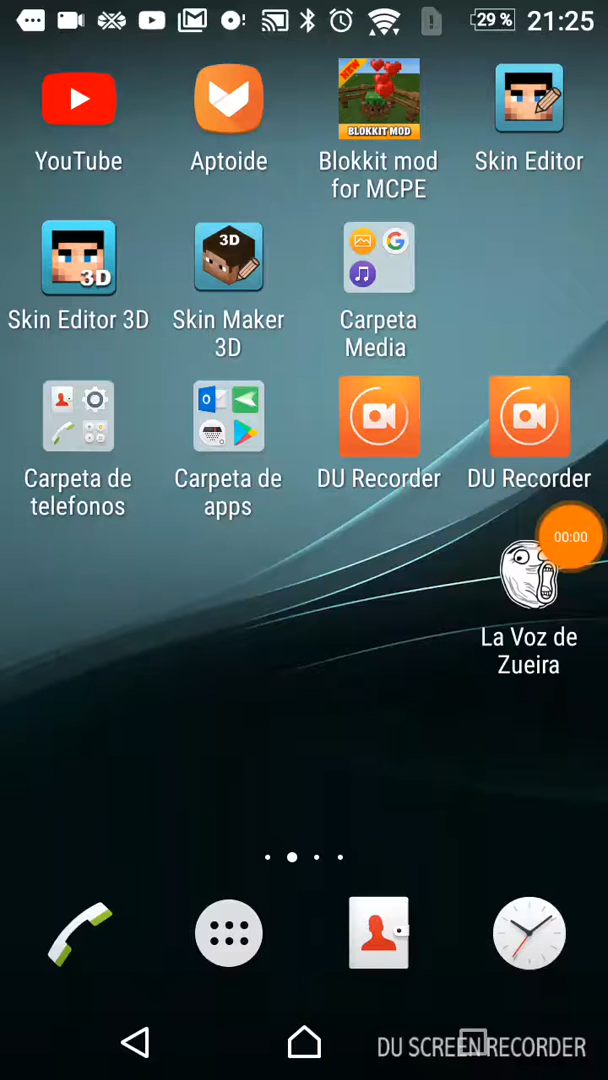 29 %
21:25
NEW
BLOKKIT MOD
YouTube
Aptoide
Blokkit mod
for MCPE
Skin Editor
3D
3D
Skin Editor 3D
Skin Maker
3D
Carpeta
Media
Carpeta de
telefonos
Carpeta de
apps
DU Recorder
DU Recorder
00:00
La Voz de
Zueira
DU SCREEN RECORDER